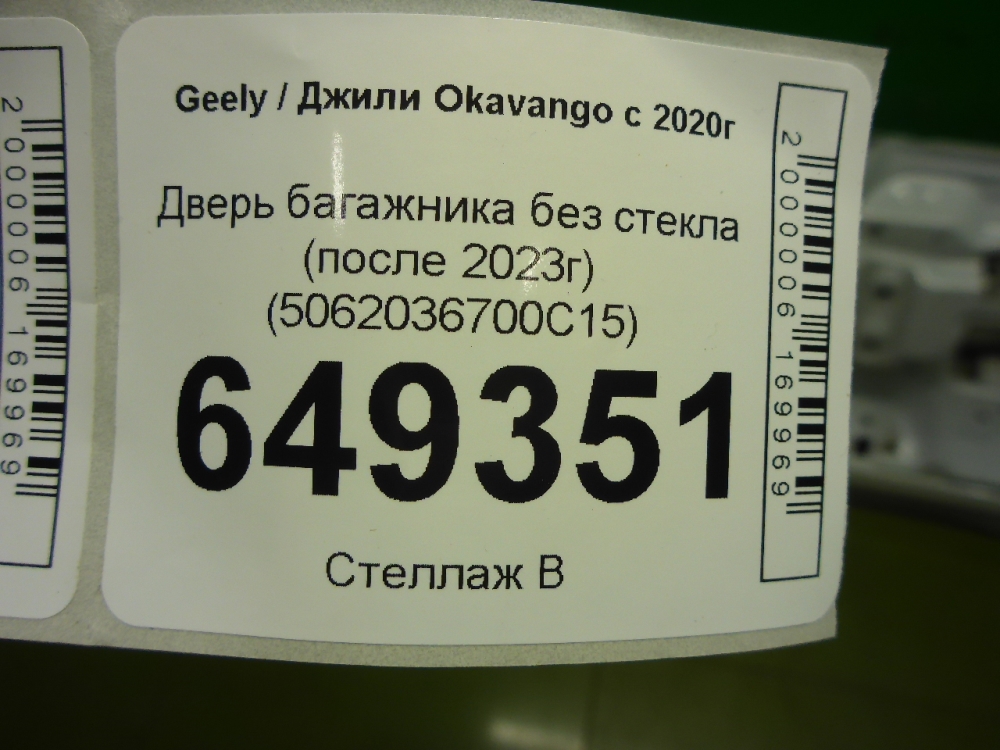 Geely / Джили Okavango с 2020г
Дверь багажника без стекла
(после 2023г)
(5062036700C15)
649351
Стеллаж В
2000006169969
2000006169969